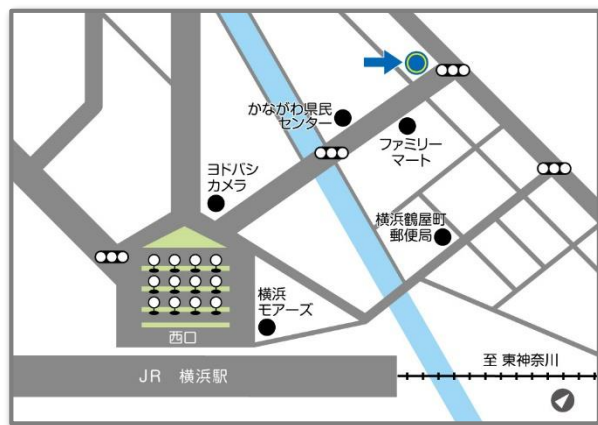 かながわ県民
センター
ファミリー
マート
ヨドバシ
カメラ
横浜鶴屋町
郵便局
横浜
モアーズ
西口
至 東神奈川
JR 横浜駅